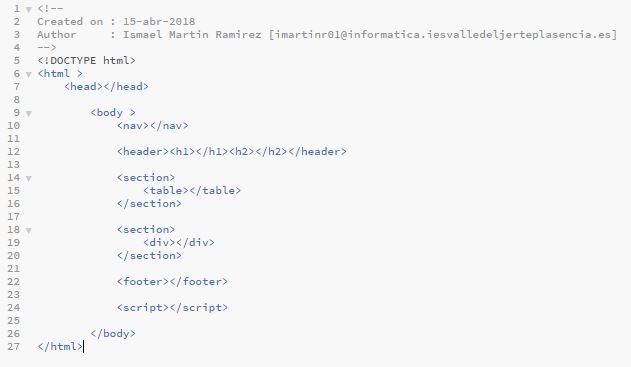 1 <!--
2 Created on : 15-abr-2018
3 Author     : Ismael Martin Ramirez [imartinr01@informatica.iesvalledeljerteplasencia.es]
4 -->
5 <!DOCTYPE html>
6 <html >
7     <head></head>
8
9         <body >
10             <nav></nav>
11
12             <header><h1></h1><h2></h2></header>
13
14             <section>
15                 <table></table>
16             </section>
17
18             <section>
19                 <div></div>
20             </section>
21
22             <footer></footer>
23
24             <script></script>
25
26         </body>
27 </html>